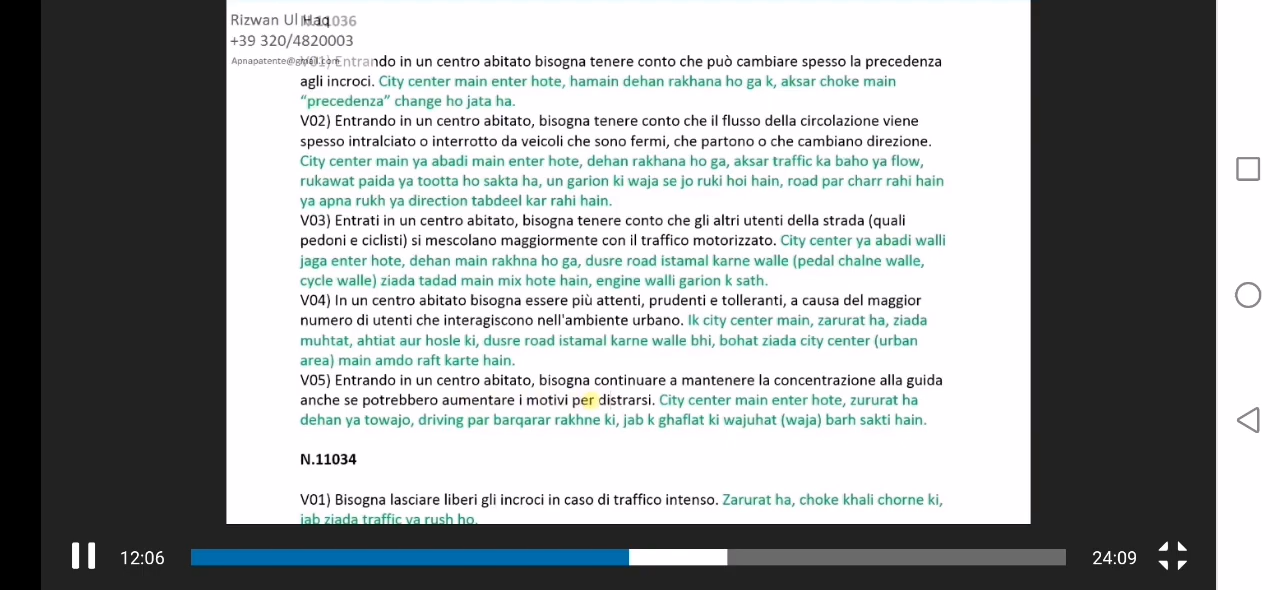 Rizwan Ul Haq
N.11036
+39 320/4820003
Apnapatente@gmail.com
V01) Entrando in un centro abitato bisogna tenere conto che può cambiare spesso la precedenza
agli incroci. City center main enter hote, hamain dehan rakhana ho ga k, aksar choke main
“precedenza” change ho jata ha.
V02) Entrando in un centro abitato, bisogna tenere conto che il flusso della circolazione viene
spesso intralciato o interrotto da veicoli che sono fermi, che partono o che cambiano direzione.
City center main ya abadi main enter hote, dehan rakhana ho ga, aksar traffic ka baho ya flow,
rukawat paida ya tootta ho sakta ha, un garion ki waja se jo ruki hoi hain, road par charr rahi hain
ya apna rukh ya direction tabdeel kar rahi hain.
V03) Entrati in un centro abitato, bisogna tenere conto che gli altri utenti della strada (quali
pedoni e ciclisti) si mescolano maggiormente con il traffico motorizzato. City center ya abadi walli
jaga enter hote, dehan main rakhna ho ga, dusre road istamal karne walle (pedal chalne walle,
cycle walle) ziada tadad main mix hote hain, engine walli garion k sath.
V04) In un centro abitato bisogna essere più attenti, prudenti e tolleranti, a causa del maggior
numero di utenti che interagiscono nell'ambiente urbano. Ik city center main, zarurat ha, ziada
muhtat, ahtiat aur hosle ki, dusre road istamal karne walle bhi, bohat ziada city center (urban
area) main amdo raft karte hain.
V05) Entrando in un centro abitato, bisogna continuare a mantenere la concentrazione alla guida
anche se potrebbero aumentare i motivi per distrarsi. City center main enter hote, zururat ha
dehan ya towajo, driving par barqarar rakhne ki, jab k ghaflat ki wajuhat (waja) barh sakti hain.
N.11034
V01) Bisogna lasciare liberi gli incroci in caso di traffico intenso. Zarurat ha, choke khali chorne ki,
jab ziada traffic ya rush ho.
12:06
24:09